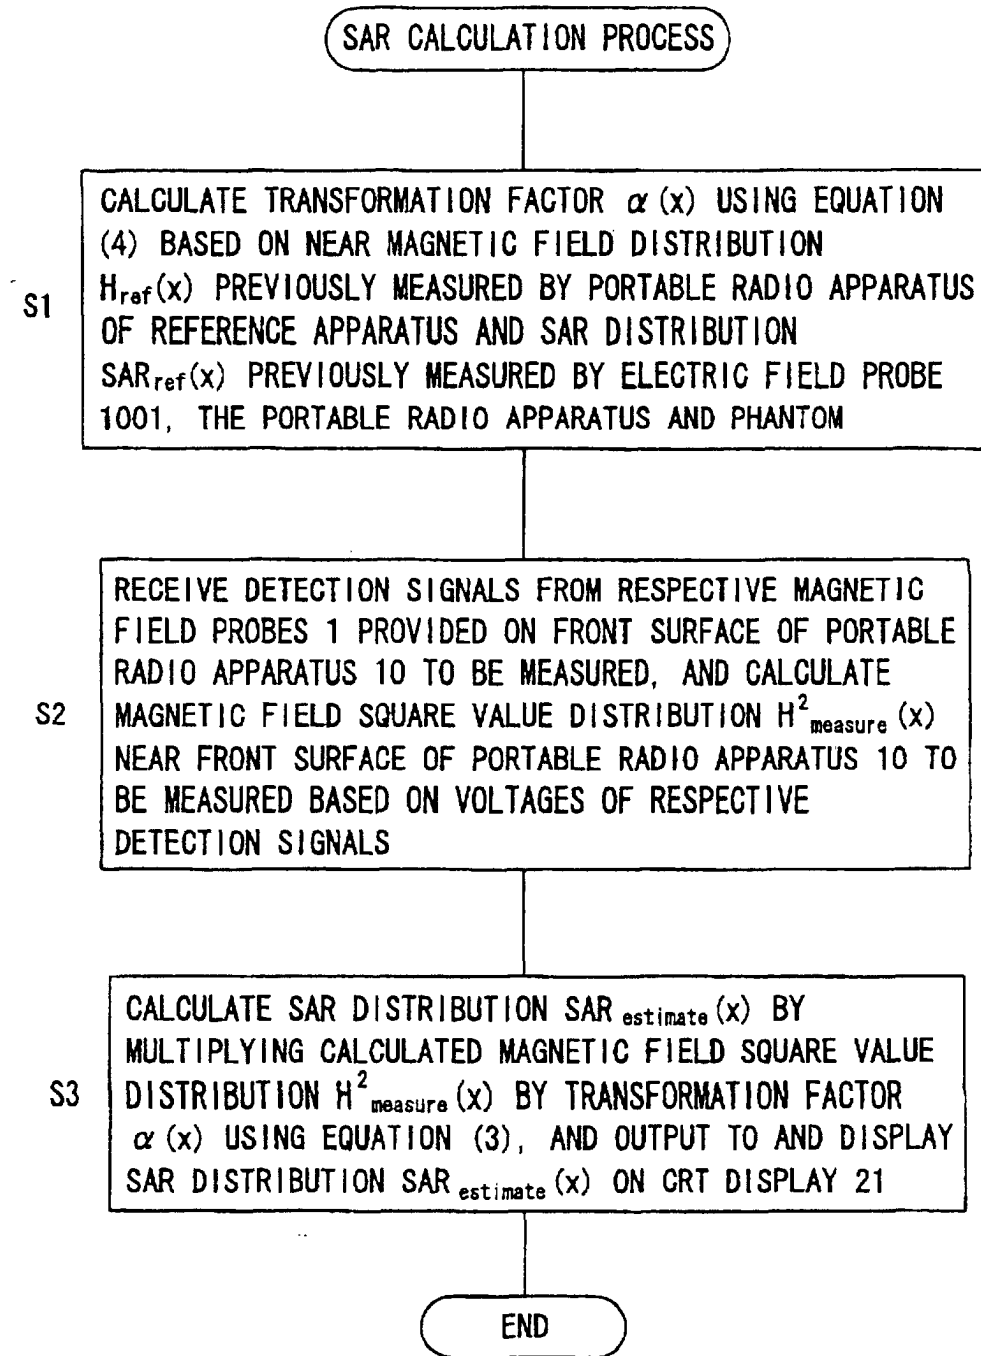 SAR CALCULATION PROCESS
S1
CALCULATE TRANSFORMATION FACTOR α(x) USING EQUATION
(4) BASED ON NEAR MAGNETIC FIELD DISTRIBUTION
Href(x) PREVIOUSLY MEASURED BY PORTABLE RADIO APPARATUS
OF REFERENCE APPARATUS AND SAR DISTRIBUTION
SARref(x) PREVIOUSLY MEASURED BY ELECTRIC FIELD PROBE
1001, THE PORTABLE RADIO APPARATUS AND PHANTOM
S2
RECEIVE DETECTION SIGNALS FROM RESPECTIVE MAGNETIC
FIELD PROBES 1 PROVIDED ON FRONT SURFACE OF PORTABLE
RADIO APPARATUS 10 TO BE MEASURED, AND CALCULATE
MAGNETIC FIELD SQUARE VALUE DISTRIBUTION H²measure(x)
NEAR FRONT SURFACE OF PORTABLE RADIO APPARATUS 10 TO
BE MEASURED BASED ON VOLTAGES OF RESPECTIVE
DETECTION SIGNALS
S3
CALCULATE SAR DISTRIBUTION SARestimate(x) BY
MULTIPLYING CALCULATED MAGNETIC FIELD SQUARE VALUE
DISTRIBUTION H²measure(x) BY TRANSFORMATION FACTOR
α(x) USING EQUATION (3), AND OUTPUT TO AND DISPLAY
SAR DISTRIBUTION SARestimate(x) ON CRT DISPLAY 21
END